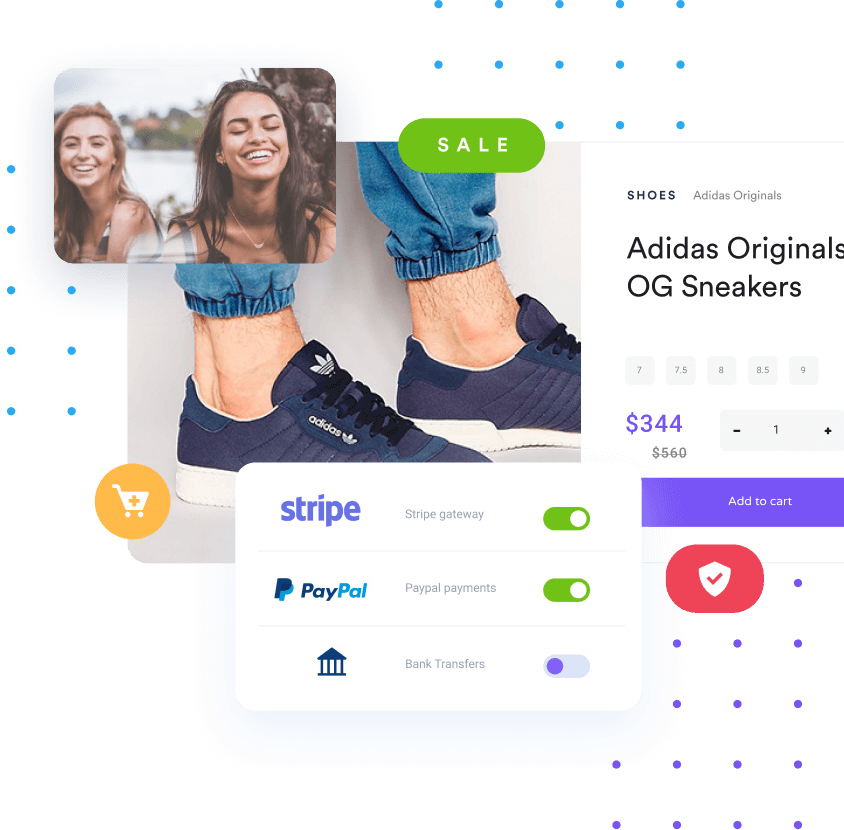 SALE
SHOES Adidas Originals
Adidas Originals
OG Sneakers
7 7.5 8 8.5 9
$344
- 1 +
$560
Add to cart
adidas
stripe Stripe gateway
PayPal Paypal payments
Bank Transfers